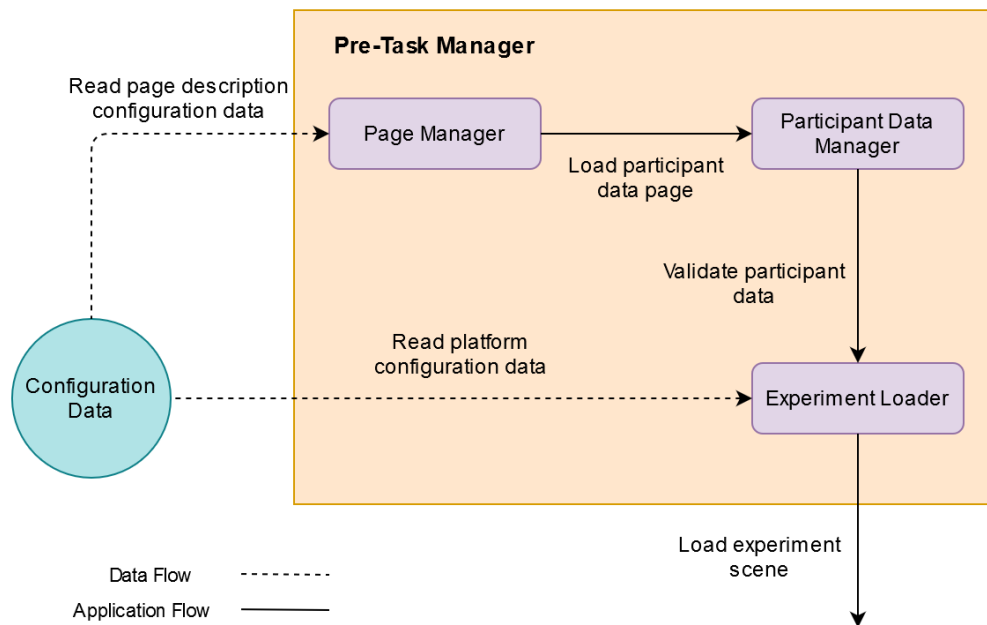 Pre-Task Manager
Read page description
configuration data
Page Manager
Participant Data
Manager
Load participant
data page
Validate participant
data
Read platform
configuration data
Configuration
Data
Experiment Loader
Load experiment
scene
Data Flow
Application Flow